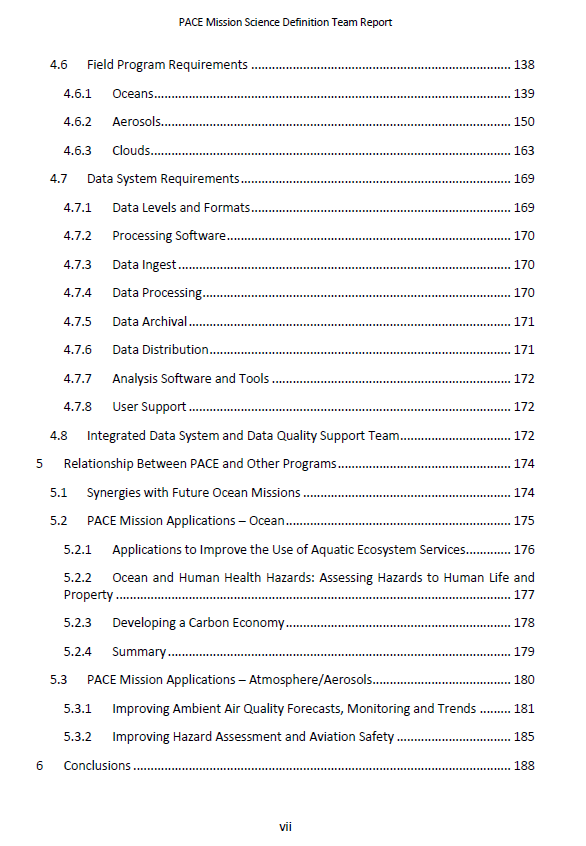 PACE Mission Science Definition Team Report
4.6 Field Program Requirements ........................................................................... 138
4.6.1 Oceans....................................................................................................... 139
4.6.2 Aerosols..................................................................................................... 150
4.6.3 Clouds........................................................................................................ 163
4.7 Data System Requirements.............................................................................. 169
4.7.1 Data Levels and Formats........................................................................... 169
4.7.2 Processing Software.................................................................................. 170
4.7.3 Data Ingest ................................................................................................ 170
4.7.4 Data Processing......................................................................................... 170
4.7.5 Data Archival ............................................................................................. 171
4.7.6 Data Distribution....................................................................................... 171
4.7.7 Analysis Software and Tools ..................................................................... 172
4.7.8 User Support ............................................................................................. 172
4.8 Integrated Data System and Data Quality Support Team................................ 172
5 Relationship Between PACE and Other Programs.................................................. 174
5.1 Synergies with Future Ocean Missions ............................................................ 174
5.2 PACE Mission Applications – Ocean................................................................. 175
5.2.1 Applications to Improve the Use of Aquatic Ecosystem Services............. 176
5.2.2 Ocean and Human Health Hazards: Assessing Hazards to Human Life and
Property .................................................................................................................. 177
5.2.3 Developing a Carbon Economy................................................................. 178
5.2.4 Summary ................................................................................................... 179
5.3 PACE Mission Applications – Atmosphere/Aerosols........................................ 180
5.3.1 Improving Ambient Air Quality Forecasts, Monitoring and Trends ......... 181
5.3.2 Improving Hazard Assessment and Aviation Safety ................................. 185
6 Conclusions ............................................................................................................. 188
vii